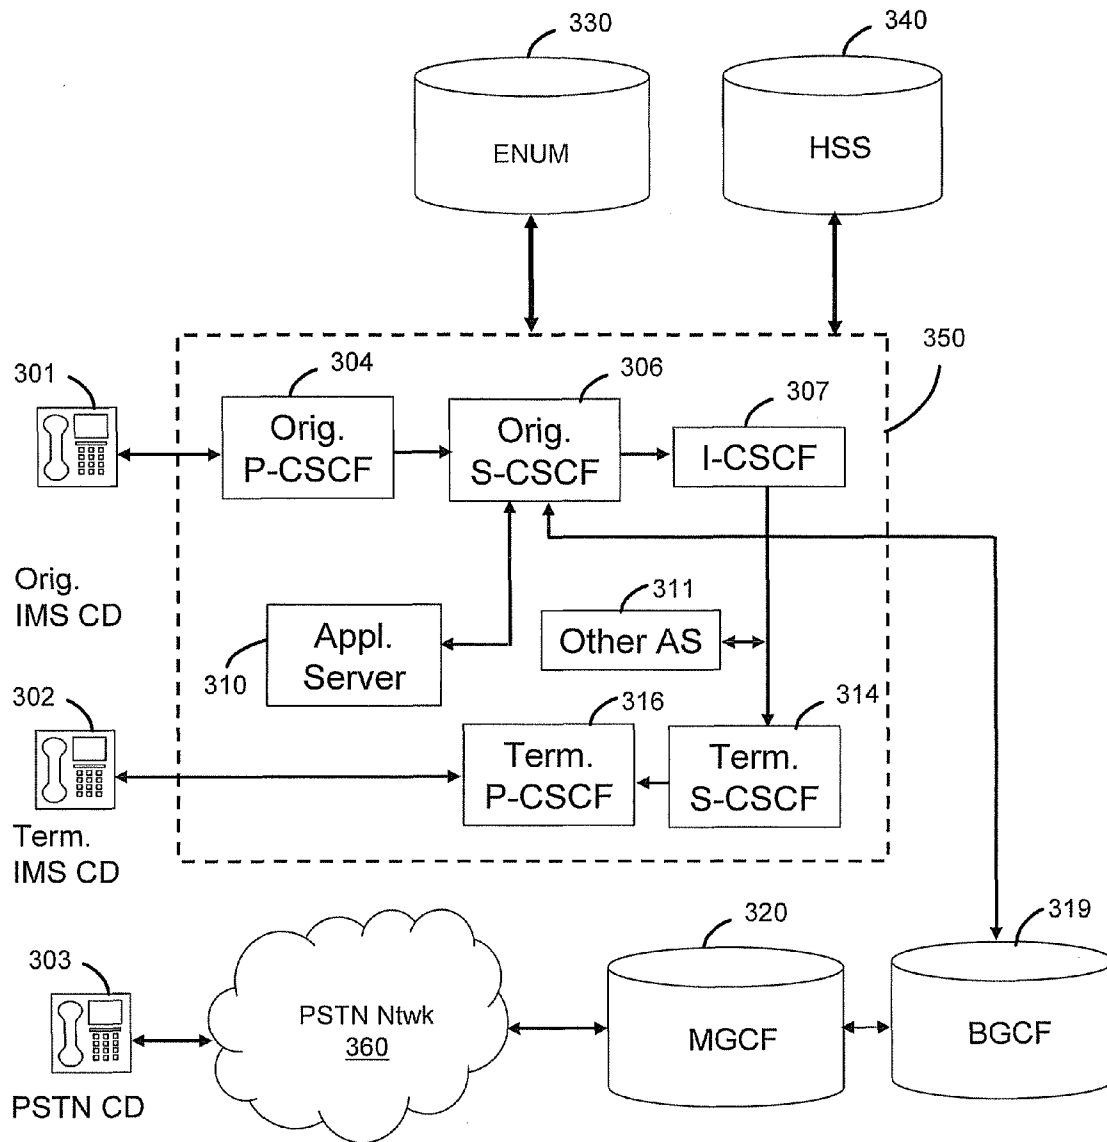 330
340
ENUM
HSS
350
301
304
306
307
Orig.
P-CSCF
Orig.
S-CSCF
I-CSCF
Orig.
IMS CD
311
Appl.
Server
Other AS
310
302
316
314
Term.
P-CSCF
Term.
S-CSCF
Term.
IMS CD
320
319
303
PSTN Ntwk
360
MGCF
BGCF
PSTN CD